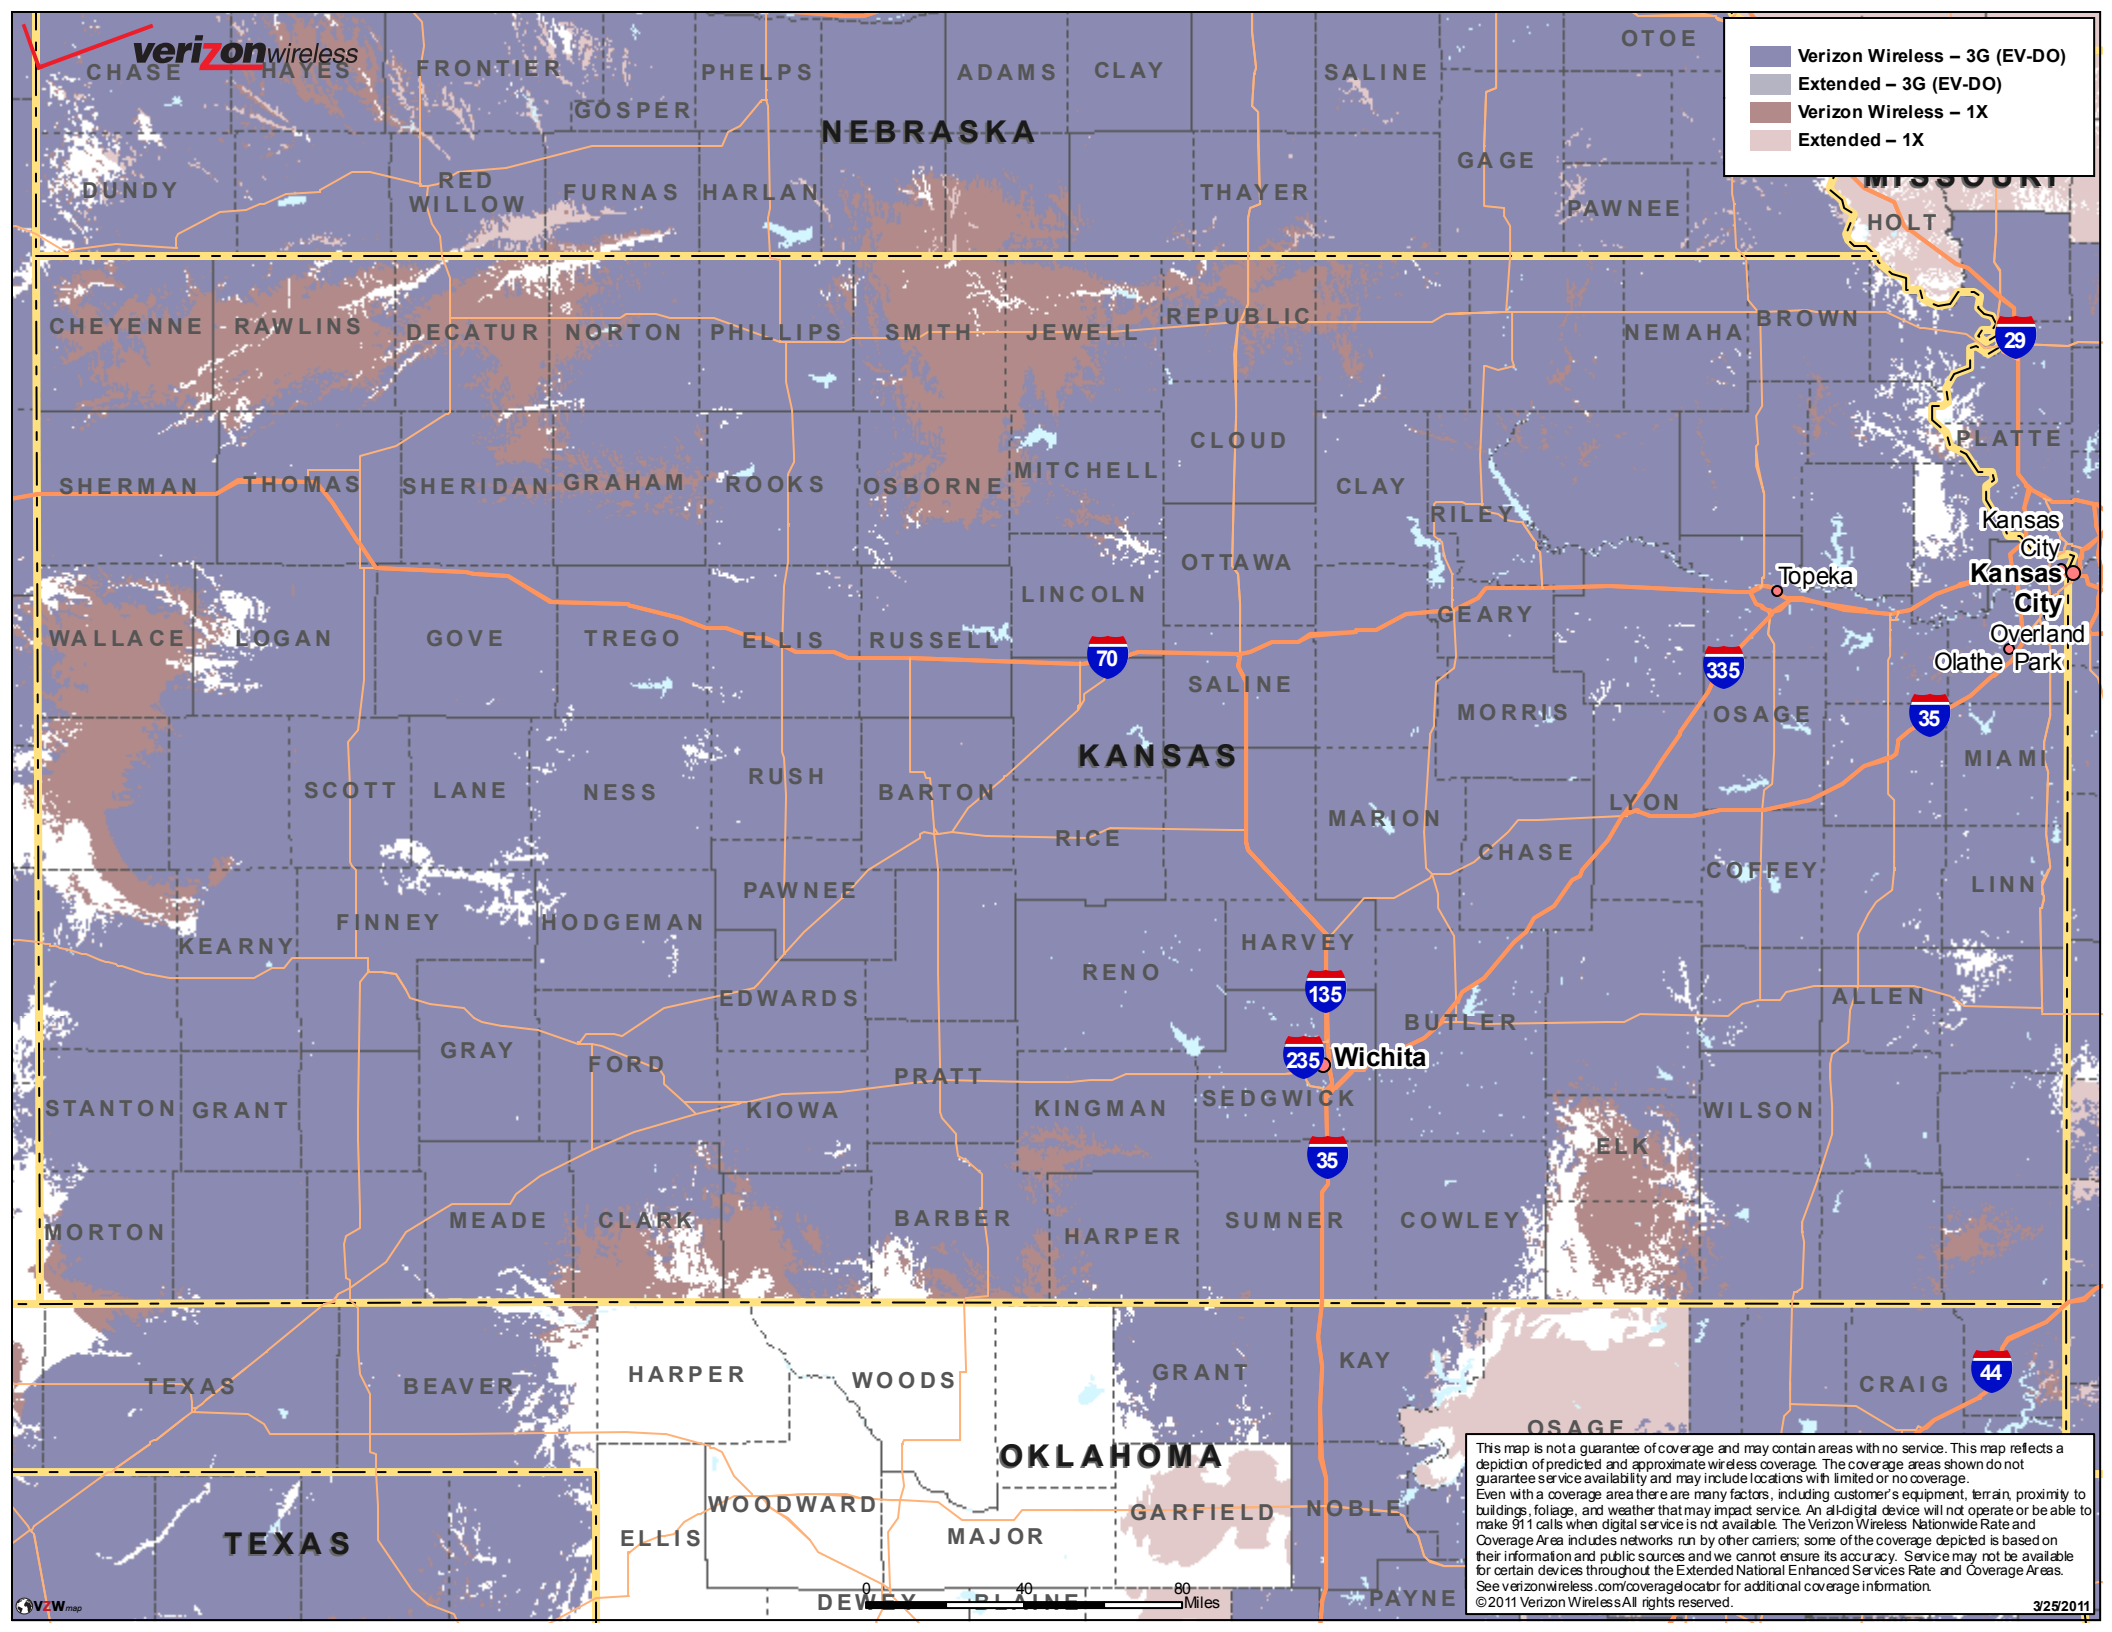 verizonwireless
Verizon Wireless – 3G (EV-DO)
Extended – 3G (EV-DO)
Verizon Wireless – 1X
Extended – 1X
OTOE
CHASE
HAYES
FRONTIER
PHELPS
ADAMS
CLAY
SALINE
GOSPER
NEBRASKA
GAGE
MISSOURI
DUNDY
RED
WILLOW
FURNAS
HARLAN
THAYER
PAWNEE
HOLT
CHEYENNE
RAWLINS
DECATUR
NORTON
PHILLIPS
SMITH
JEWELL
REPUBLIC
NEMAHA
BROWN
29
PLATTE
CLOUD
MITCHELL
SHERMAN
THOMAS
SHERIDAN
GRAHAM
ROOKS
OSBORNE
CLAY
RILEY
Kansas
City
OTTAWA
Topeka
Kansas
City
LINCOLN
GEARY
WALLACE
LOGAN
GOVE
TREGO
ELLIS
RUSSELL
70
335
Overland
Olathe Park
SALINE
MORRIS
OSAGE
35
KANSAS
MIAMI
SCOTT
LANE
NESS
RUSH
BARTON
LYON
RICE
MARION
CHASE
COFFEY
PAWNEE
LINN
FINNEY
HODGEMAN
KEARNY
HARVEY
RENO
135
EDWARDS
ALLEN
BUTLER
GRAY
FORD
235
Wichita
PRATT
STANTON
GRANT
KIOWA
KINGMAN
SEDGWICK
WILSON
ELK
35
MORTON
MEADE
CLARK
BARBER
HARPER
SUMNER
COWLEY
HARPER
WOODS
GRANT
KAY
44
TEXAS
BEAVER
CRAIG
OSAGE
OKLAHOMA
WOODWARD
GARFIELD
NOBLE
TEXAS
ELLIS
MAJOR
DEWEY
BLAINE
PAYNE
0 40 80
Miles
VZWmap
This map is not a guarantee of coverage and may contain areas with no service. This map reflects a
depiction of predicted and approximate wireless coverage. The coverage areas shown do not
guarantee service availability and may include locations with limited or no coverage.
Even with a coverage area there are many factors, including customer's equipment, terrain, proximity to
buildings, foliage, and weather that may impact service. An all-digital device will not operate or be able to
make 911 calls when digital service is not available. The Verizon Wireless Nationwide Rate and
Coverage Area includes networks run by other carriers; some of the coverage depicted is based on
their information and public sources and we cannot ensure its accuracy. Service may not be available
for certain devices throughout the Extended National Enhanced Services Rate and Coverage Areas.
See verizonwireless.com/coveragelocator for additional coverage information.
©2011 Verizon Wireless All rights reserved.
3/25/2011